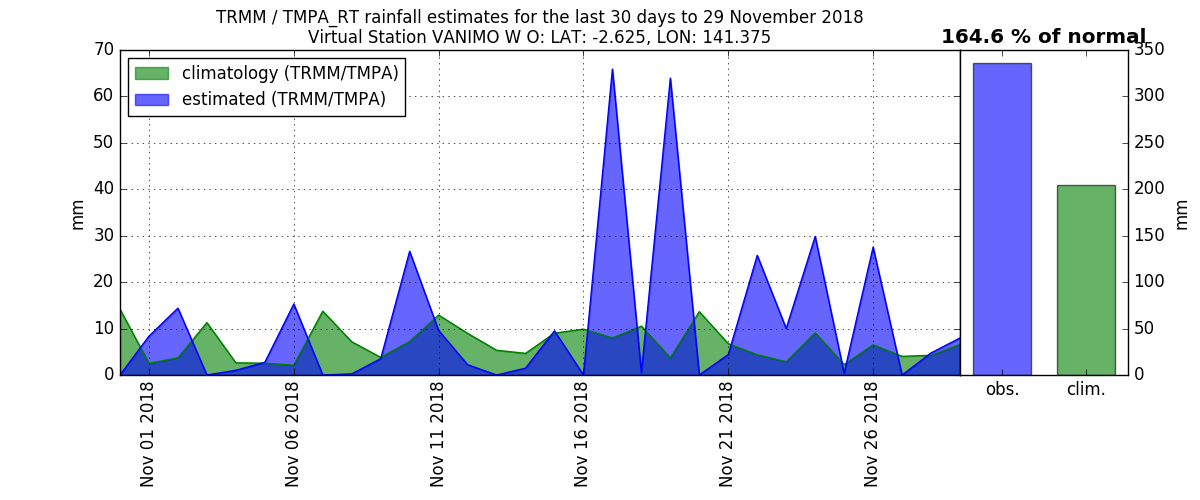 TRMM / TMPA_RT rainfall estimates for the last 30 days to 29 November 2018
Virtual Station VANIMO W O: LAT: -2.625, LON: 141.375
164.6 % of normal
climatology (TRMM/TMPA)
estimated (TRMM/TMPA)
70
60
50
40
30
20
10
0
mm
Nov 01 2018
Nov 06 2018
Nov 11 2018
Nov 16 2018
Nov 21 2018
Nov 26 2018
obs.
clim.
350
300
250
200
150
100
50
0
mm